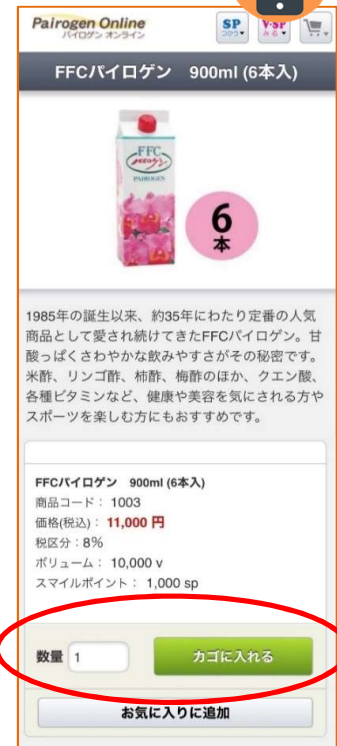 Pairogen Online
パイロゲン オンライン
SP
つかう▼
V·SP
みる▼
FFCパイロゲン 900ml (6本入)
FFC
PAIROGEN
6
本
1985年の誕生以来、約35年にわたり定番の人気
商品として愛され続けてきたFFCパイロゲン。甘
酸っぱくさわやかな飲みやすさがその秘密です。
米酢、リンゴ酢、柿酢、梅酢のほか、クエン酸、
各種ビタミンなど、健康や美容を気にされる方や
スポーツを楽しむ方にもおすすめです。
FFCパイロゲン 900ml (6本入)
商品コード： 1003
価格(税込)： 11,000 円
税区分：8%
ボリューム： 10,000 v
スマイルポイント： 1,000 sp
数量 1 カゴに入れる
お気に入りに追加